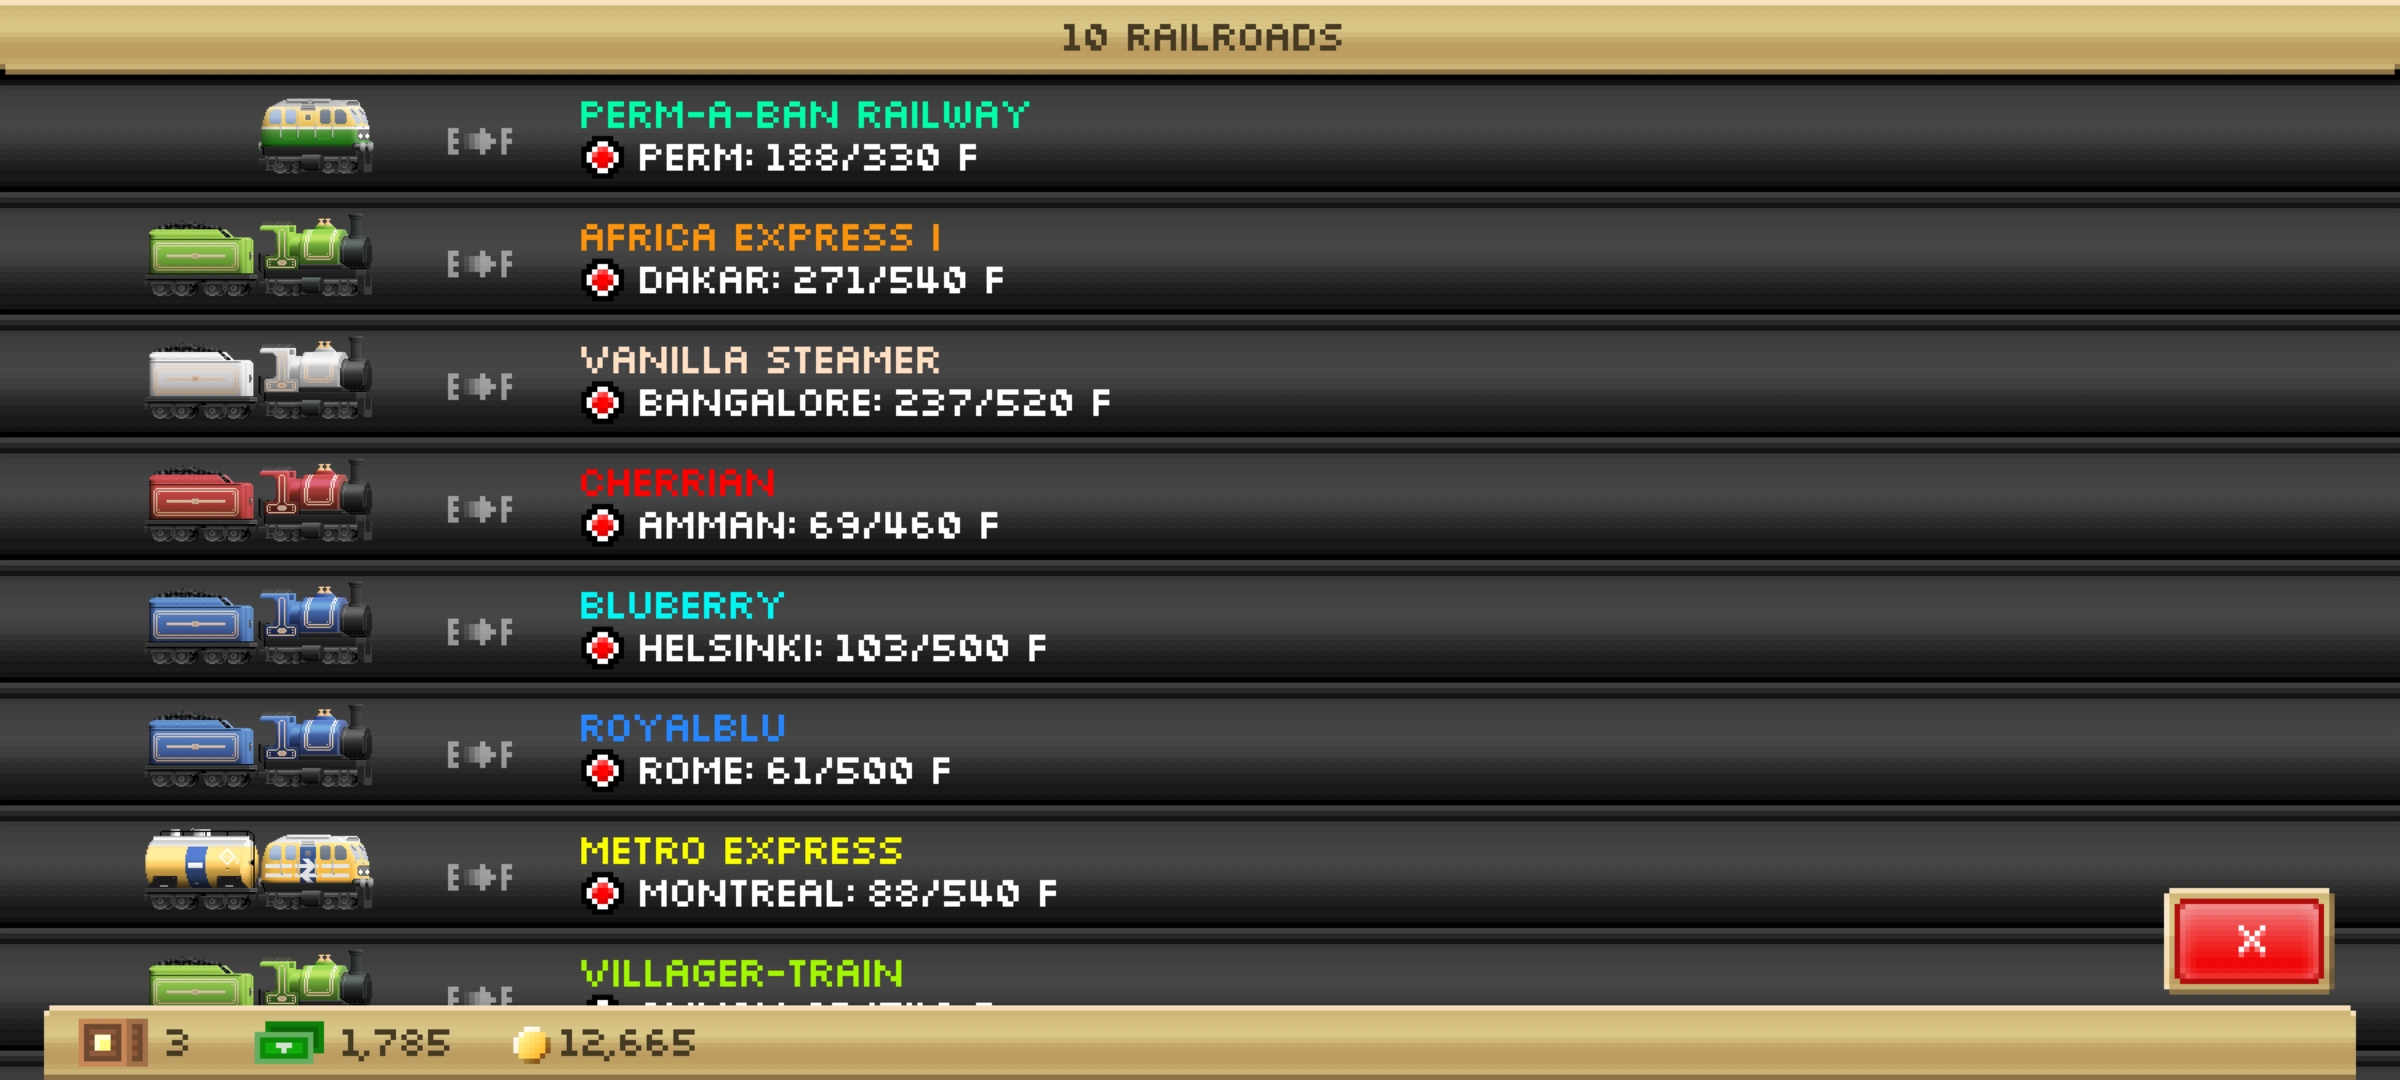 10 RAILROADS
E F
PERM-A-BAN RAILWAY
PERM: 188/330 F
E F
AFRICA EXPRESS I
DAKAR: 271/540 F
E F
VANILLA STEAMER
BANGALORE: 237/520 F
E F
CHERRIAN
AMMAN: 69/460 F
E F
BLUBERRY
HELSINKI: 103/500 F
E F
ROYALBLU
ROME: 61/500 F
E F
METRO EXPRESS
MONTREAL: 88/540 F
E F
VILLAGER-TRAIN
X
3 1,785 12,665